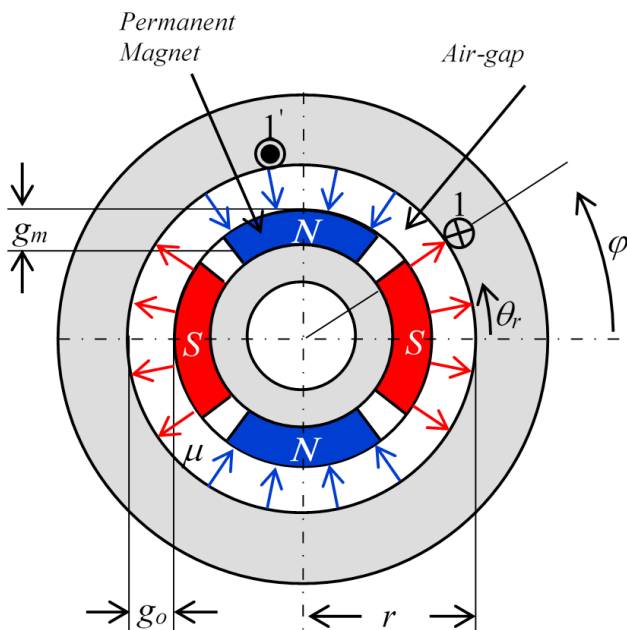 Permanent
Magnet
Air-gap
1'
1
g_m
N
φ
θ_r
S
S
μ
N
g_o
r